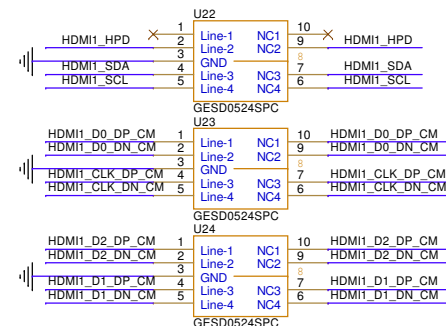 U22
1 Line-1 NC1 10
HDMI1_HPD 2 Line-2 NC2 9 HDMI1_HPD
3 GND 8
HDMI1_SDA 4 Line-3 NC3 7 HDMI1_SDA
HDMI1_SCL 5 Line-4 NC4 6 HDMI1_SCL
GESD0524SPC
U23
HDMI1_D0_DP_CM 1 Line-1 NC1 10 HDMI1_D0_DP_CM
HDMI1_D0_DN_CM 2 Line-2 NC2 9 HDMI1_D0_DN_CM
3 GND 8
HDMI1_CLK_DP_CM 4 Line-3 NC3 7 HDMI1_CLK_DP_CM
HDMI1_CLK_DN_CM 5 Line-4 NC4 6 HDMI1_CLK_DN_CM
GESD0524SPC
U24
HDMI1_D2_DP_CM 1 Line-1 NC1 10 HDMI1_D2_DP_CM
HDMI1_D2_DN_CM 2 Line-2 NC2 9 HDMI1_D2_DN_CM
3 GND 8
HDMI1_D1_DP_CM 4 Line-3 NC3 7 HDMI1_D1_DP_CM
HDMI1_D1_DN_CM 5 Line-4 NC4 6 HDMI1_D1_DN_CM
GESD0524SPC